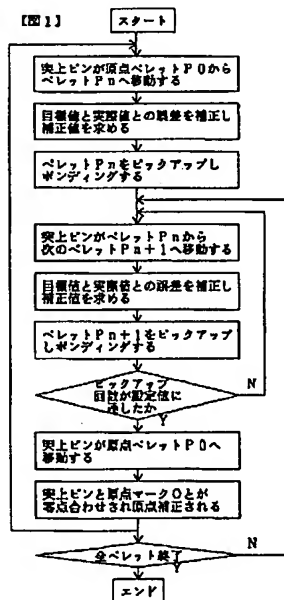 【図1】
スタート
突上ピンが原点ペレットP0から
ペレットPnへ移動する
目標値と実際値との誤差を補正し
補正値を求める
ペレットPnをピックアップし
ボンディングする
突上ピンがペレットPnから
次のペレットPn+1へ移動する
目標値と実際値との誤差を補正し
補正値を求める
ペレットPn+1をピックアップ
しボンディングする
ピックアップ
回数が設定値に
達したか
N
Y
突上ピンが原点ペレットP0へ
移動する
突上ピンと原点マークOとが
零点合わせされ原点補正される
全ペレット終了
N
Y
エンド